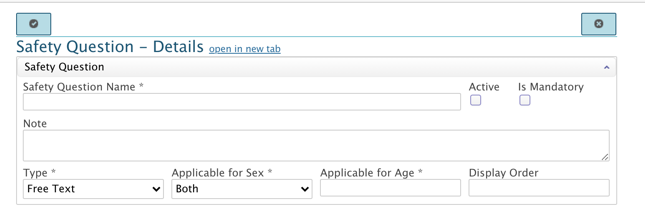 Safety Question – Details open in new tab
Safety Question
Safety Question Name * Active Is Mandatory
Note
Type * Applicable for Sex * Applicable for Age * Display Order
Free Text Both